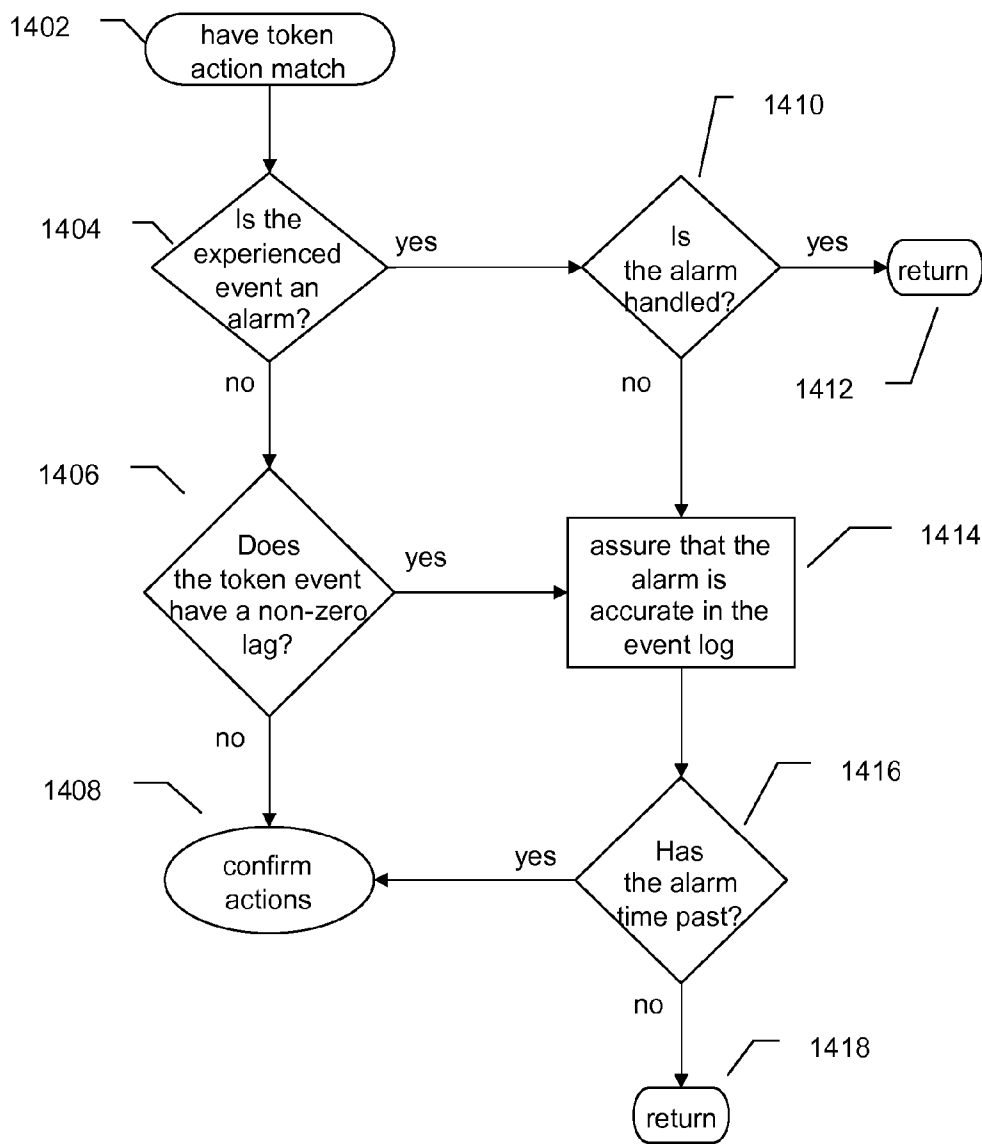 1402
have token
action match
1404
Is the
experienced
event an
alarm?
yes
no
1410
Is
the alarm
handled?
yes
return
1412
no
1406
Does
the token event
have a non-zero
lag?
yes
no
assure that the
alarm is
accurate in the
event log
1414
1408
confirm
actions
yes
Has
the alarm
time past?
1416
no
return
1418